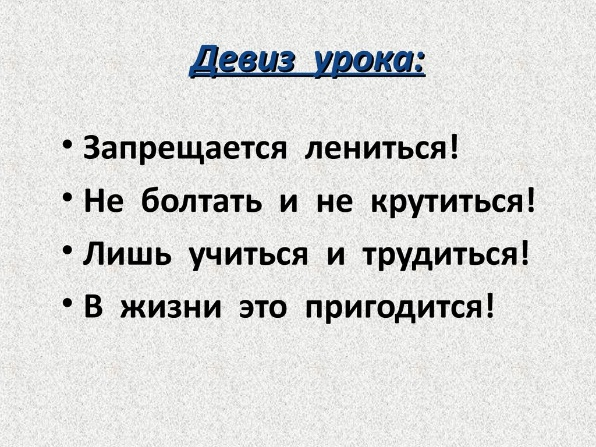 Девиз урока:
• Запрещается лениться!
• Не болтать и не крутиться!
• Лишь учиться и трудиться!
• В жизни это пригодится!